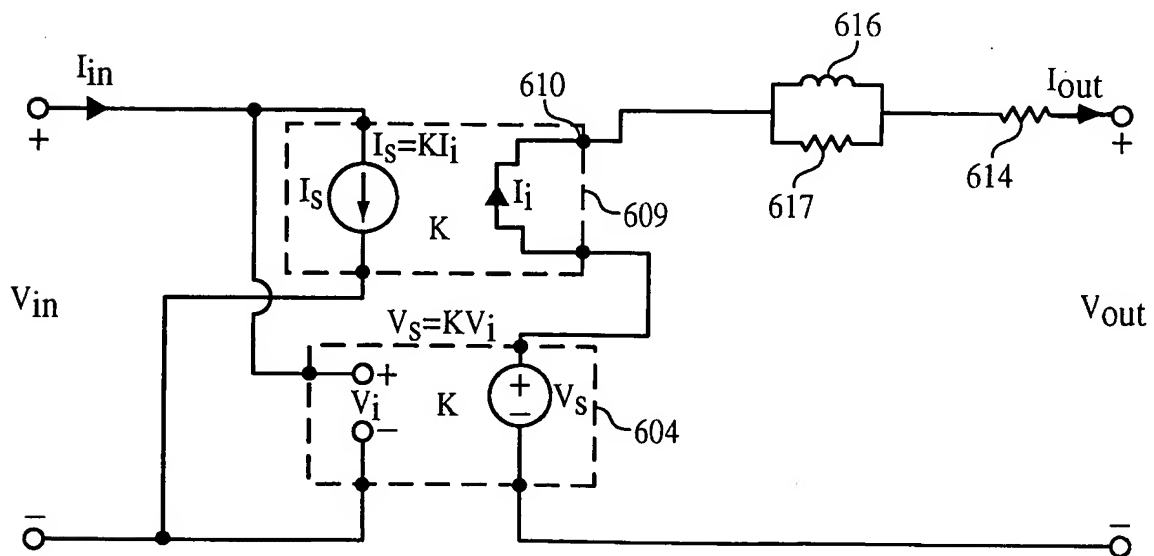 616
I_in
610
I_out
+
I_s=KI_i
+
I_s
I_i
614
K
609
617
V_in
V_s=KV_i
V_out
+
+
V_i
K
−
V_s
−
604
−
−